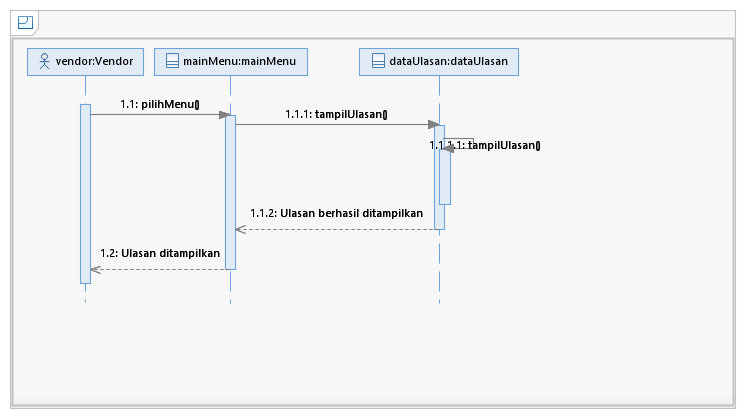 vendor:Vendor
mainMenu:mainMenu
dataUlasan:dataUlasan
1.1: pilihMenu()
1.1.1: tampilUlasan()
1.1.1.1: tampilUlasan()
1.1.2: Ulasan berhasil ditampilkan
1.2: Ulasan ditampilkan